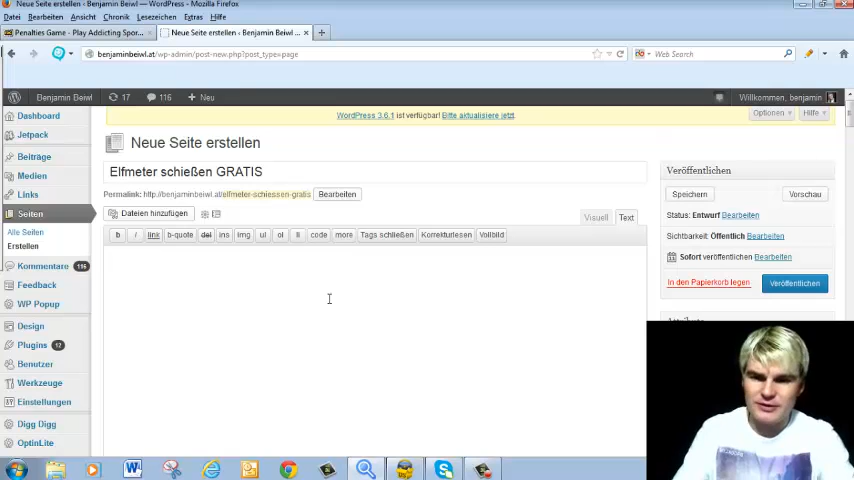 Neue Seite erstellen ‹ Benjamin Beiwl — WordPress - Mozilla Firefox
Datei Bearbeiten Ansicht Chronik Lesezeichen Extras Hilfe
Penalties Game - Play Addicting Spor... × Neue Seite erstellen ‹ Benjamin Beiwl... × +
benjaminbeiwl.at/wp-admin/post-new.php?post_type=page
Web Search
Benjamin Beiwl 17 116 + Neu Willkommen, benjamin
Dashboard
Jetpack
Beiträge
Medien
Links
Seiten
Alle Seiten
Erstellen
Kommentare 116
Feedback
WP Popup
Design
Plugins 12
Benutzer
Werkzeuge
Einstellungen
Digg Digg
OptinLite
WordPress 3.6.1 ist verfügbar! Bitte aktualisiere jetzt.
Optionen Hilfe
Neue Seite erstellen
Elfmeter schießen GRATIS
Permalink: http://benjaminbeiwl.at/elfmeter-schiessen-gratis Bearbeiten
Dateien hinzufügen
Visuell Text
b i link b-quote del ins img ul ol li code more Tags schließen Korrekturlesen Vollbild
Veröffentlichen
Speichern Vorschau
Status: Entwurf Bearbeiten
Sichtbarkeit: Öffentlich Bearbeiten
Sofort veröffentlichen Bearbeiten
In den Papierkorb legen Veröffentlichen